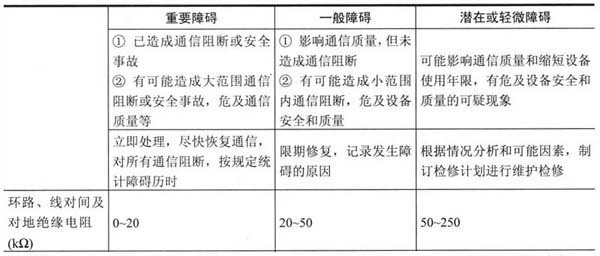 重要障碍
一般障碍
潜在或轻微障碍
① 已造成通信阻断或安全
事故
② 有可能造成大范围通信
阻断或安全事故，危及通信
质量等
① 影响通信质量，但未
造成通信阻断
② 有可能造成小范围
内通信阻断，危及设备
安全和质量
可能影响通信质量和缩短设备
使用年限，有危及设备安全和
质量的可疑现象
立即处理，尽快恢复通信，
对所有通信阻断，按规定统
计障碍历时
限期修复，记录发生障
碍的原因
根据情况分析和可能因素，制
订检修计划进行维护检修
环路、线对间及
对地绝缘电阻
(kΩ)
0~20
20~50
50~250